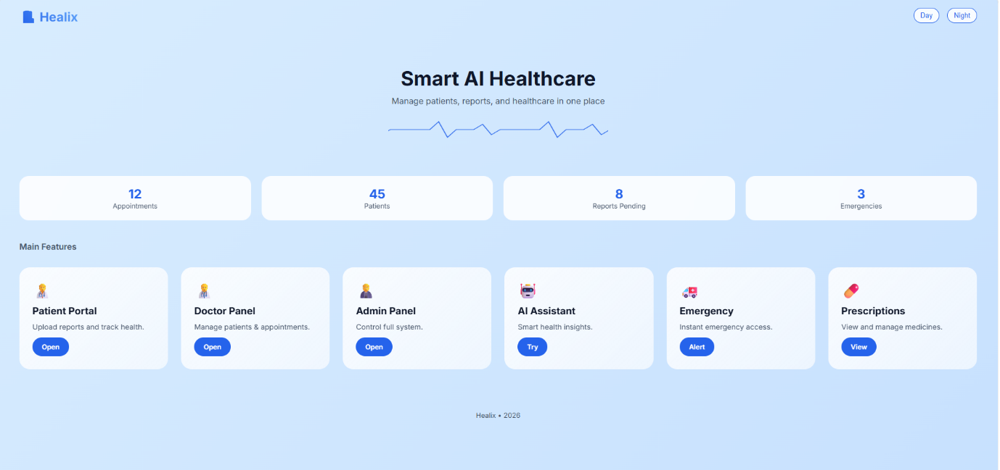 Healix
Day
Night
Smart AI Healthcare
Manage patients, reports, and healthcare in one place
12
Appointments
45
Patients
8
Reports Pending
3
Emergencies
Main Features
Patient Portal
Upload reports and track health.
Open
Doctor Panel
Manage patients & appointments.
Open
Admin Panel
Control full system.
Open
AI Assistant
Smart health insights.
Try
Emergency
Instant emergency access.
Alert
Prescriptions
View and manage medicines.
View
Healix • 2026